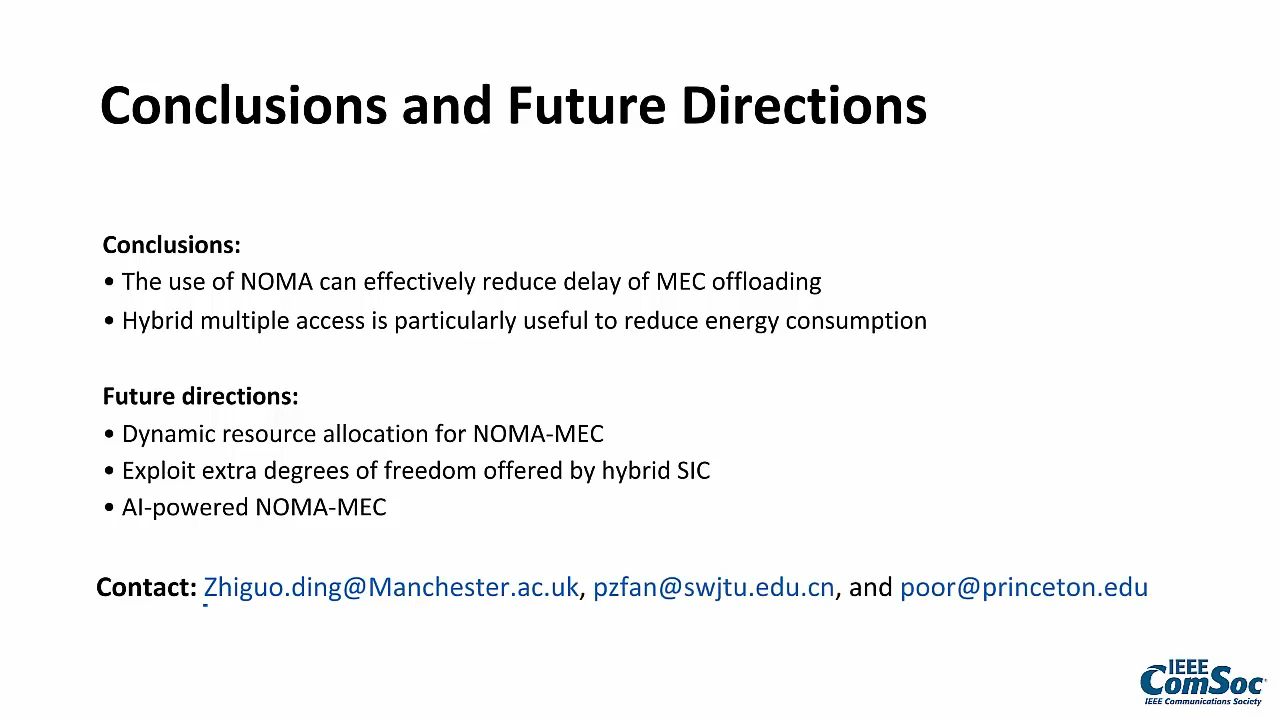 Conclusions and Future Directions
Conclusions:
• The use of NOMA can effectively reduce delay of MEC offloading
• Hybrid multiple access is particularly useful to reduce energy consumption
Future directions:
• Dynamic resource allocation for NOMA-MEC
• Exploit extra degrees of freedom offered by hybrid SIC
• AI-powered NOMA-MEC
Contact: Zhiguo.ding@Manchester.ac.uk, pzfan@swjtu.edu.cn, and poor@princeton.edu
IEEE
ComSoc
IEEE Communications Society